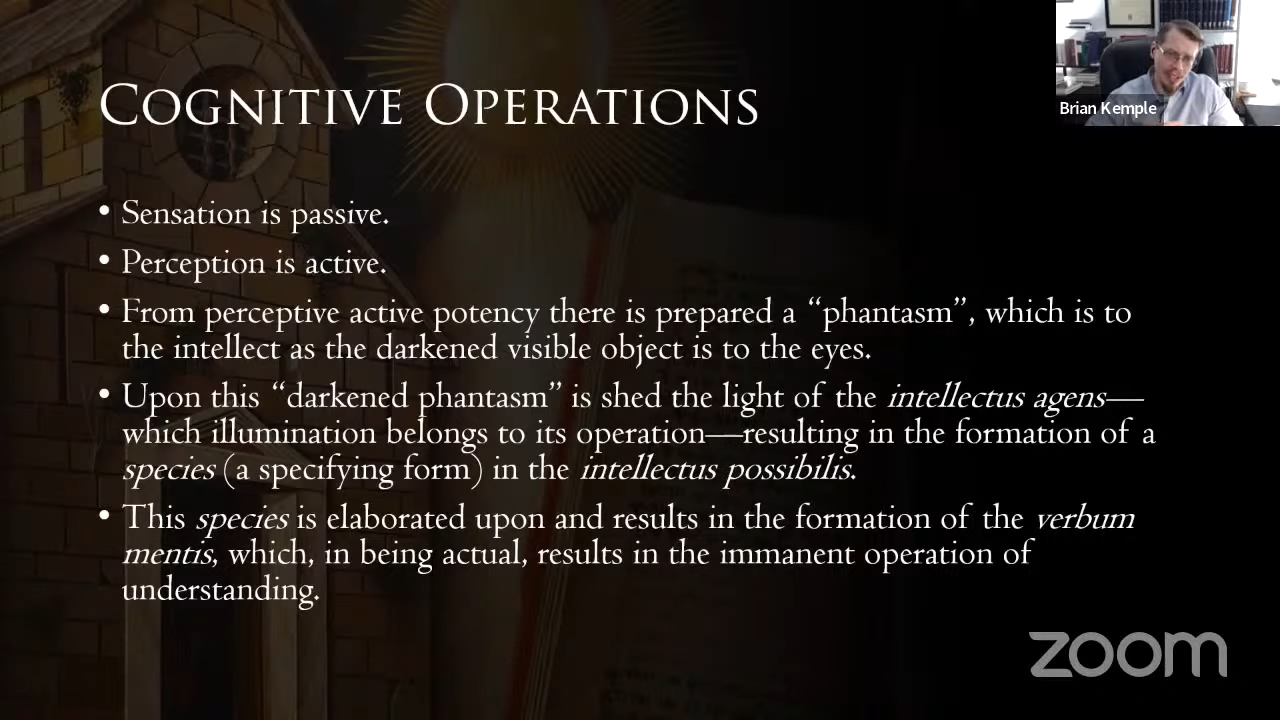 COGNITIVE OPERATIONS
Brian Kemple
• Sensation is passive.
• Perception is active.
• From perceptive active potency there is prepared a “phantasm”, which is to
the intellect as the darkened visible object is to the eyes.
• Upon this “darkened phantasm” is shed the light of the intellectus agens—
which illumination belongs to its operation—resulting in the formation of a
species (a specifying form) in the intellectus possibilis.
• This species is elaborated upon and results in the formation of the verbum
mentis, which, in being actual, results in the immanent operation of
understanding.
zoom